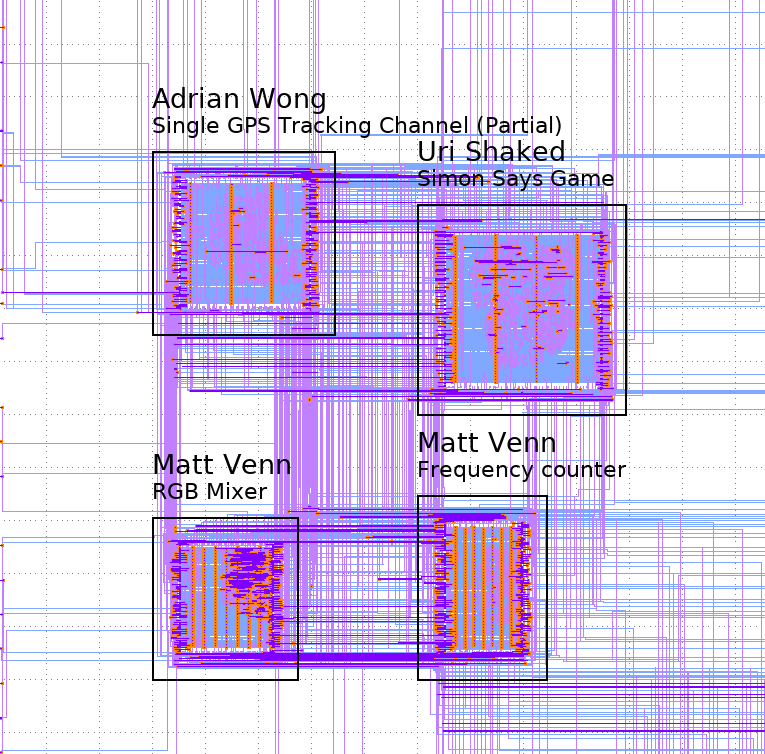 Adrian Wong
Single GPS Tracking Channel (Partial)
Uri Shaked
Simon Says Game
Matt Venn
Frequency counter
Matt Venn
RGB Mixer